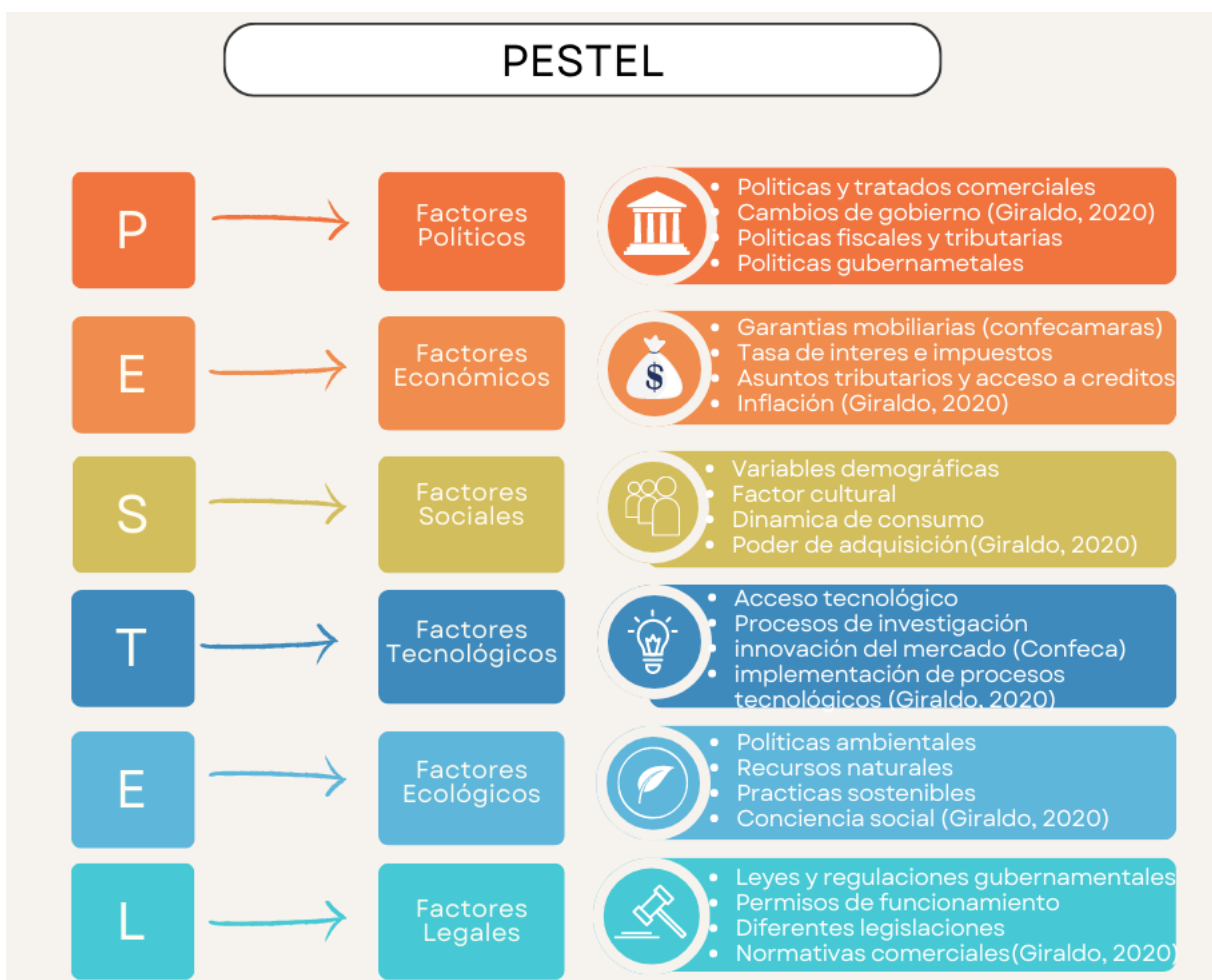 PESTEL
P
Factores
Políticos
Politicas y tratados comerciales
Cambios de gobierno (Giraldo, 2020)
Politicas fiscales y tributarias
Politicas gubernametales
E
Factores
Económicos
Garantias mobiliarias (confecamaras)
Tasa de interes e impuestos
Asuntos tributarios y acceso a creditos
Inflación (Giraldo, 2020)
$
S
Factores
Sociales
Variables demográficas
Factor cultural
Dinamica de consumo
Poder de adquisición(Giraldo, 2020)
T
Factores
Tecnológicos
Acceso tecnológico
Procesos de investigación
innovación del mercado (Confeca)
implementación de procesos
tecnológicos (Giraldo, 2020)
E
Factores
Ecológicos
Políticas ambientales
Recursos naturales
Practicas sostenibles
Conciencia social (Giraldo, 2020)
L
Factores
Legales
Leyes y regulaciones gubernamentales
Permisos de funcionamiento
Diferentes legislaciones
Normativas comerciales(Giraldo, 2020)